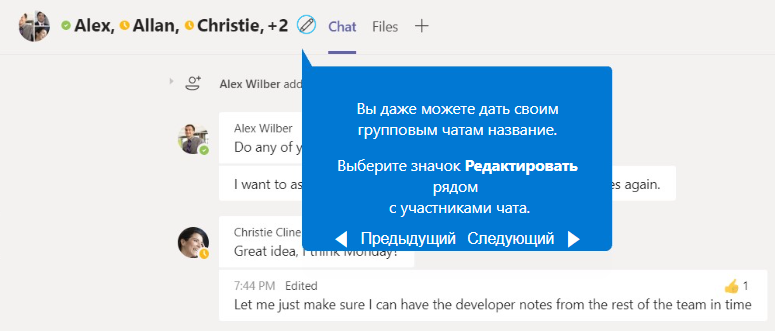 Alex, Allan, Christie, +2 Chat Files
Alex Wilber add
Alex Wilber
Do any of y
I want to as
es again.
Вы даже можете дать своим
групповым чатам название.
Выберите значок Редактировать
рядом
с участниками чата.
Предыдущий Следующий
Christie Cline
Great idea, I think Monday?
7:44 PM Edited 1
Let me just make sure I can have the developer notes from the rest of the team in time